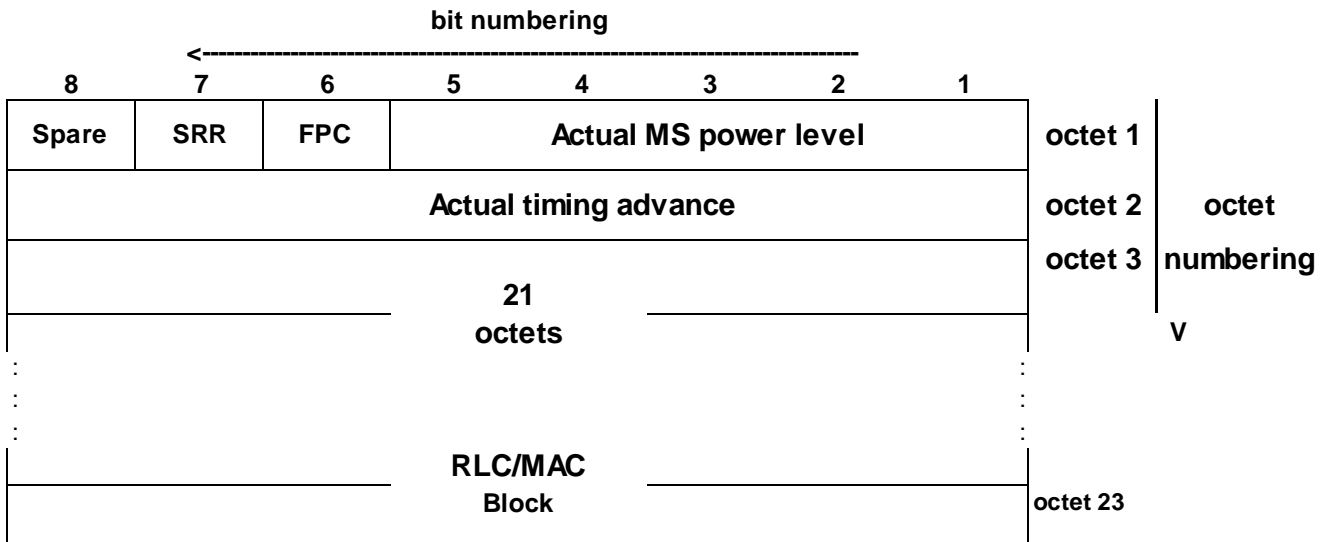 bit numbering
<--------------------------------------------------------------------------------
8 7 6 5 4 3 2 1
Spare SRR FPC Actual MS power level octet 1
Actual timing advance octet 2 octet
octet 3 numbering
21
octets
V
:	:
:	:
:	:
RLC/MAC
Block
octet 23